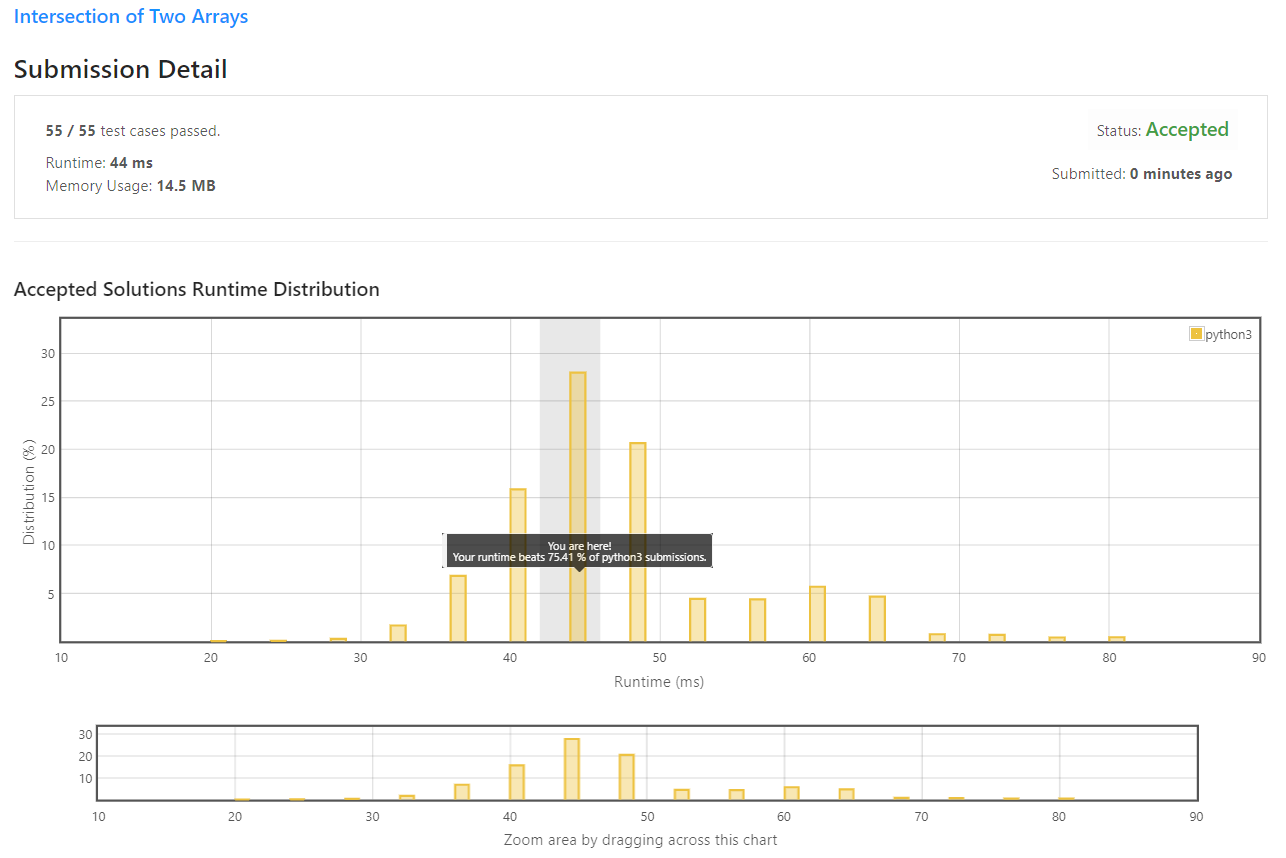 Intersection of Two Arrays
Submission Detail
55 / 55 test cases passed.
Status: Accepted
Runtime: 44 ms
Memory Usage: 14.5 MB
Submitted: 0 minutes ago
Accepted Solutions Runtime Distribution
python3
30
25
20
15
10
5
Distribution (%)
You are here!
Your runtime beats 75.41 % of python3 submissions.
10 20 30 40 50 60 70 80 90
Runtime (ms)
30
20
10
10 20 30 40 50 60 70 80 90
Zoom area by dragging across this chart